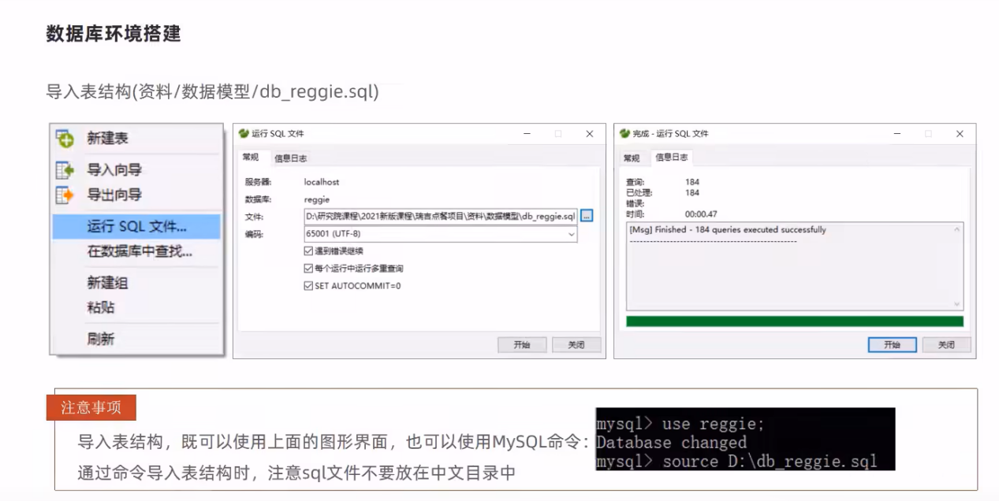 数据库环境搭建
导入表结构(资料/数据模型/db_reggie.sql)
新建表
导入向导
导出向导
运行 SQL 文件...
在数据库中查找...
新建组
粘贴
刷新
运行 SQL 文件
常规 信息日志
服务器: localhost
数据库: reggie
文件: D:\研究院课程\2021新版课程\瑞吉点餐项目\资料\数据模型\db_reggie.sql ...
编码: 65001 (UTF-8)
遇到错误继续
每个运行中运行多重查询
SET AUTOCOMMIT=0
开始 关闭
完成 - 运行 SQL 文件
常规 信息日志
查询: 184
已处理: 184
错误:
时间: 00:00.47
[Msg] Finished - 184 queries executed successfully
--------------------------------------------------
开始 关闭
注意事项
导入表结构，既可以使用上面的图形界面，也可以使用MySQL命令：
通过命令导入表结构时，注意sql文件不要放在中文目录中
mysql> use reggie;
Database changed
mysql> source D:\db_reggie.sql